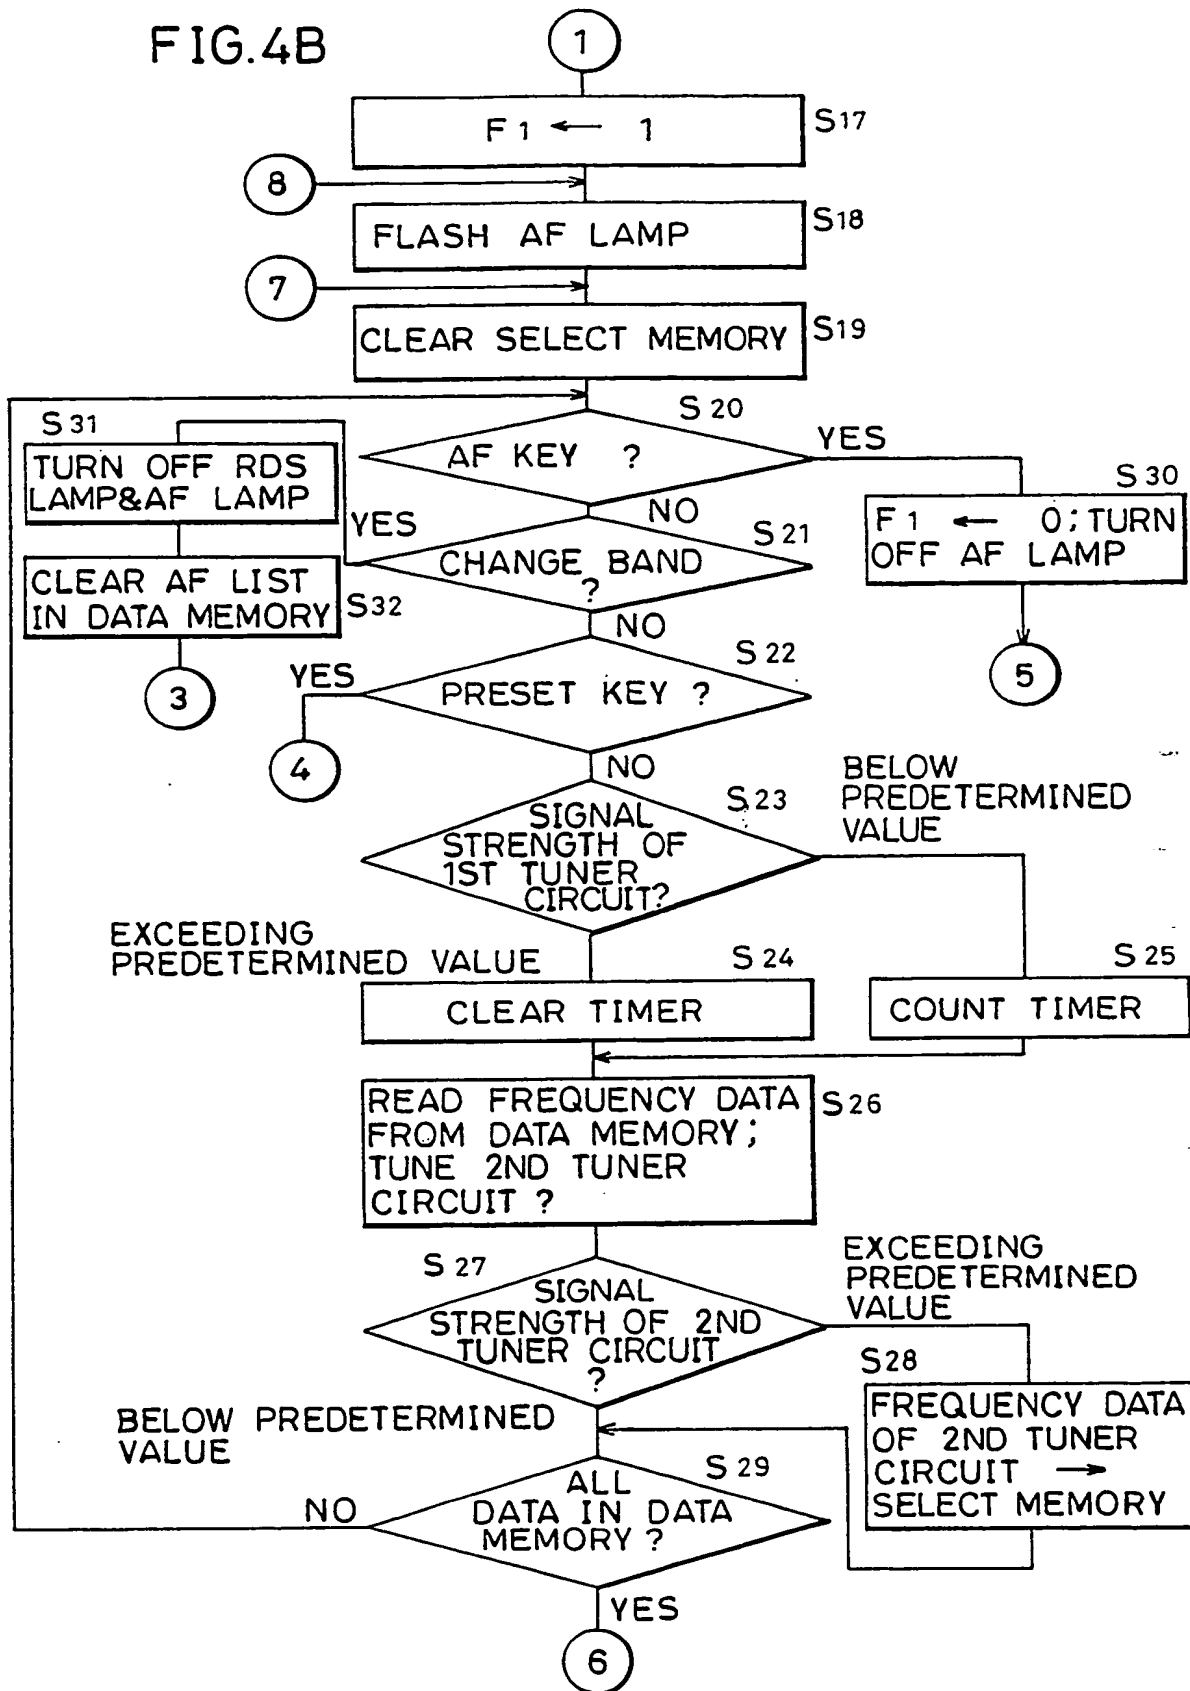 FIG.4B
1
F1 ← 1
S17
8
FLASH AF LAMP
S18
7
CLEAR SELECT MEMORY
S19
S20
AF KEY ?
YES
NO
S30
F1 ← 0;TURN
OFF AF LAMP
5
S31
TURN OFF RDS
LAMP&AF LAMP
YES
S21
CHANGE BAND
?
NO
CLEAR AF LIST
IN DATA MEMORY
S32
3
S22
PRESET KEY ?
YES
4
NO
S23
SIGNAL
STRENGTH OF
1ST TUNER
CIRCUIT?
BELOW
PREDETERMINED
VALUE
EXCEEDING
PREDETERMINED VALUE
S24
CLEAR TIMER
S25
COUNT TIMER
READ FREQUENCY DATA
FROM DATA MEMORY;
TUNE 2ND TUNER
CIRCUIT ?
S26
S27
SIGNAL
STRENGTH OF 2ND
TUNER CIRCUIT
?
EXCEEDING
PREDETERMINED
VALUE
S28
FREQUENCY DATA
OF 2ND TUNER
CIRCUIT →
SELECT MEMORY
BELOW PREDETERMINED
VALUE
S29
ALL
DATA IN DATA
MEMORY ?
NO
YES
6